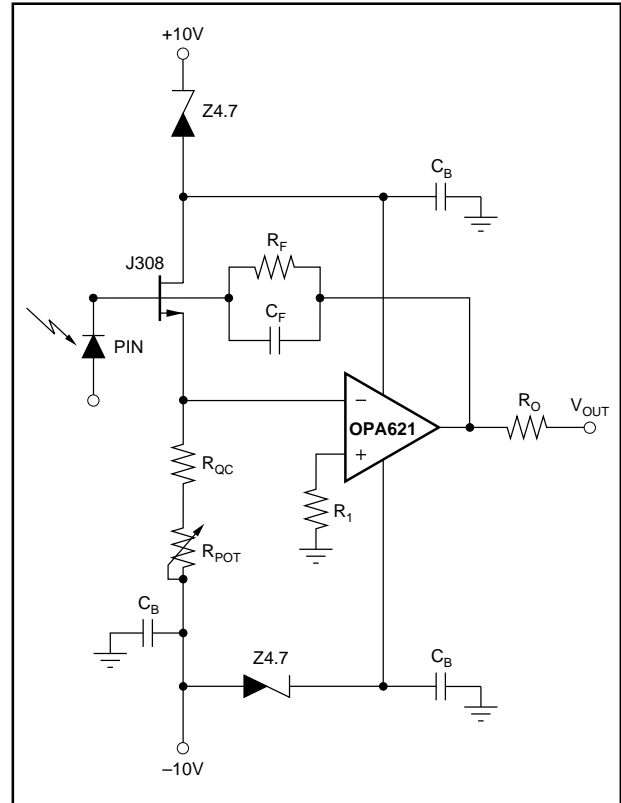 +10V
Z4.7
C_B
R_F
J308
C_F
PIN
−
OPA621
+
R_O
V_OUT
R_QC
R_1
R_POT
C_B
Z4.7
C_B
–10V